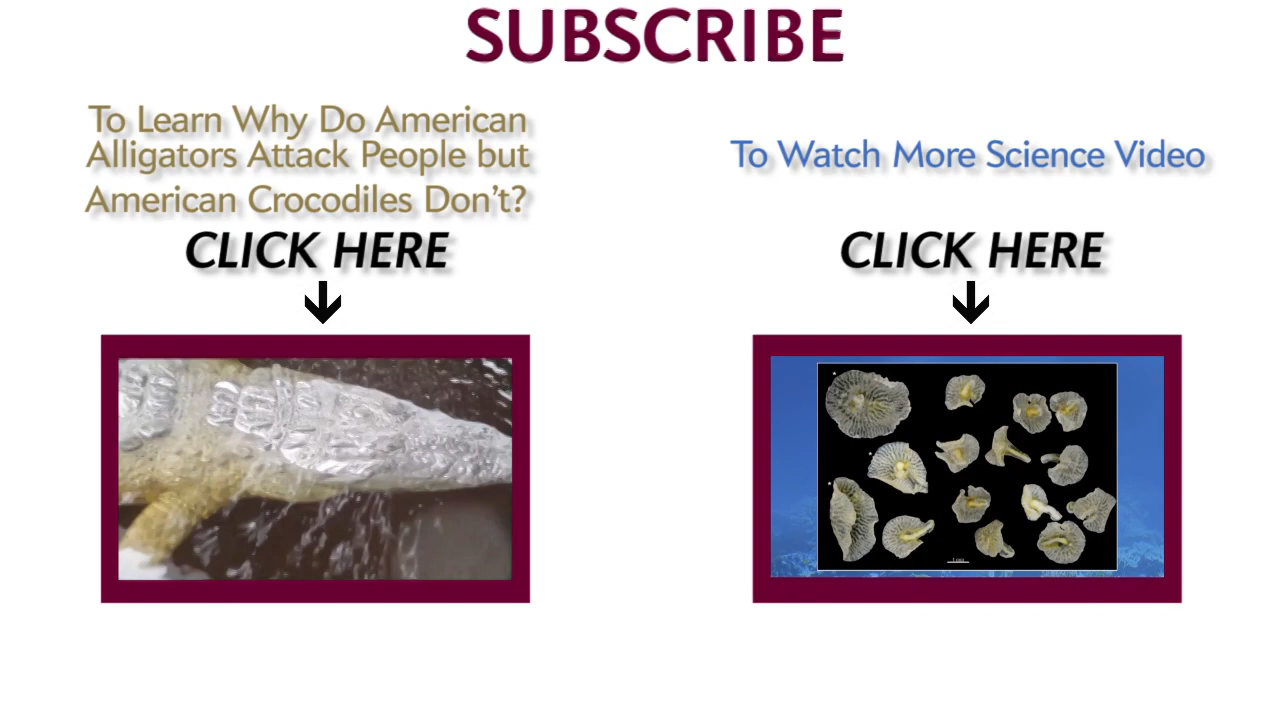 SUBSCRIBE
To Learn Why Do American
Alligators Attack People but
American Crocodiles Don't?
CLICK HERE
To Watch More Science Video
CLICK HERE